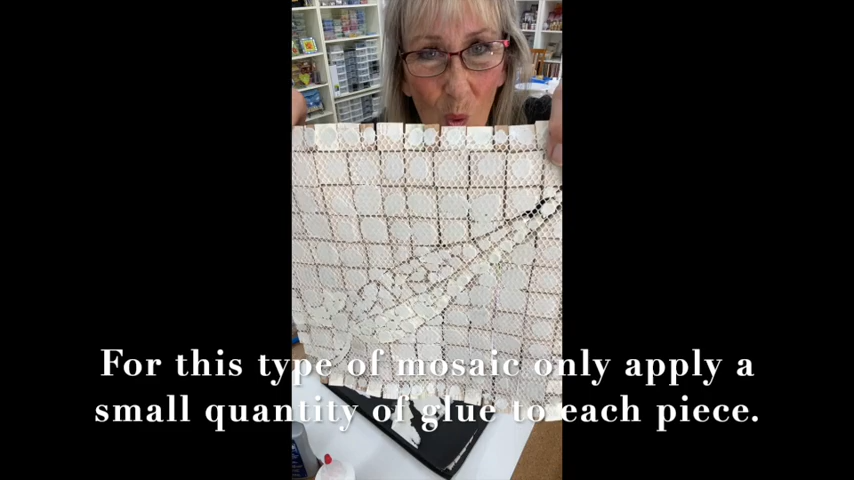 For this type of mosaic only apply a
small quantity of glue to each piece.